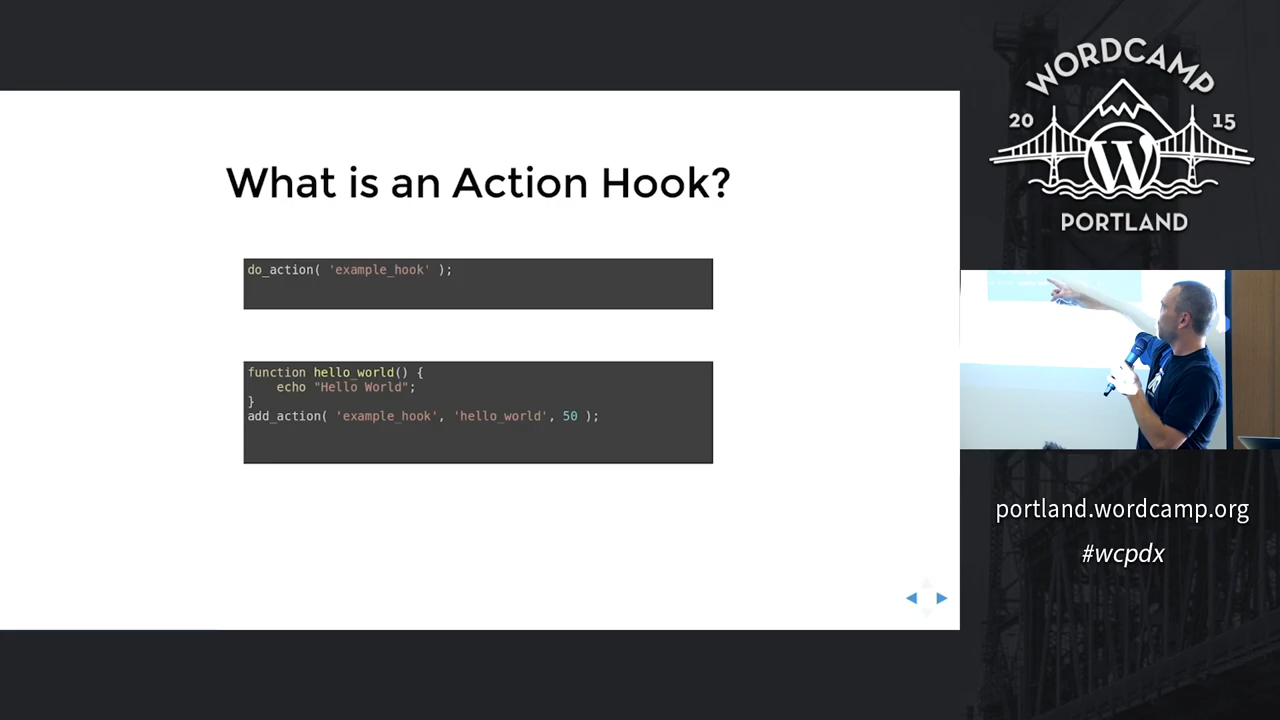 What is an Action Hook?
do_action( 'example_hook' );
function hello_world() {
    echo "Hello World";
}
add_action( 'example_hook', 'hello_world', 50 );
WORDCAMP
20 15
W
PORTLAND
portland.wordcamp.org
#wcpdx